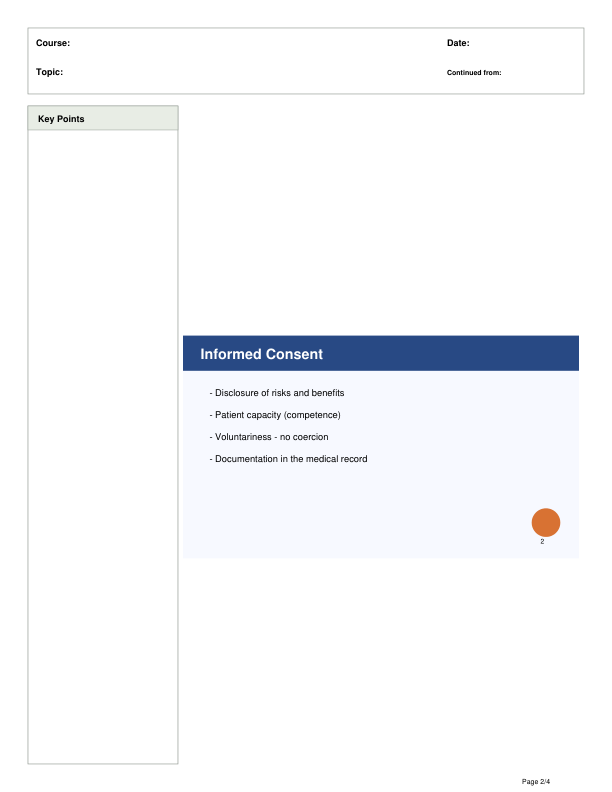 Course:
Date:
Topic:
Continued from:
Key Points
Informed Consent
- Disclosure of risks and benefits
- Patient capacity (competence)
- Voluntariness - no coercion
- Documentation in the medical record
2
Page 2/4